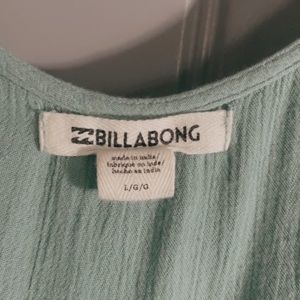 BILLABONG
made in india/
fabriqué en inde/
hecho en india
L/G/G